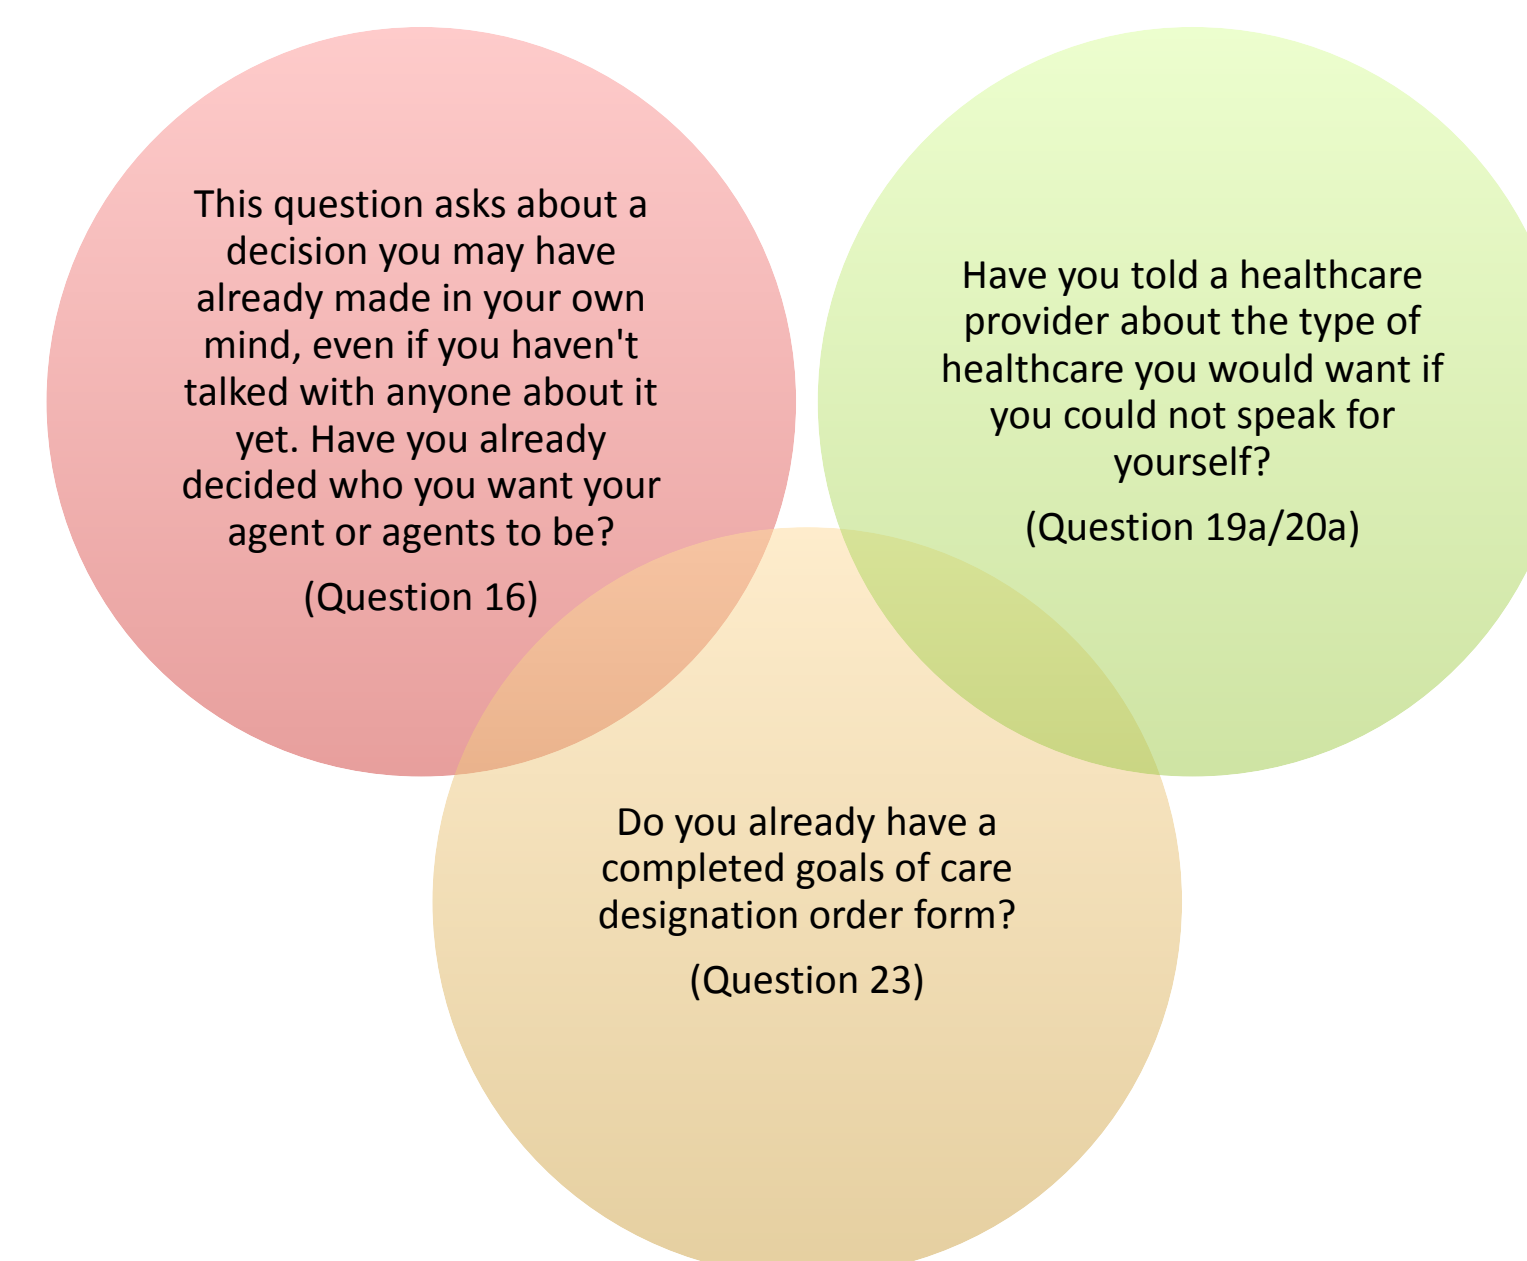 This question asks about a
decision you may have
already made in your own
mind, even if you haven't
talked with anyone about it
yet. Have you already
decided who you want your
agent or agents to be?
(Question 16)
Have you told a healthcare
provider about the type of
healthcare you would want if
you could not speak for
yourself?
(Question 19a/20a)
Do you already have a
completed goals of care
designation order form?
(Question 23)